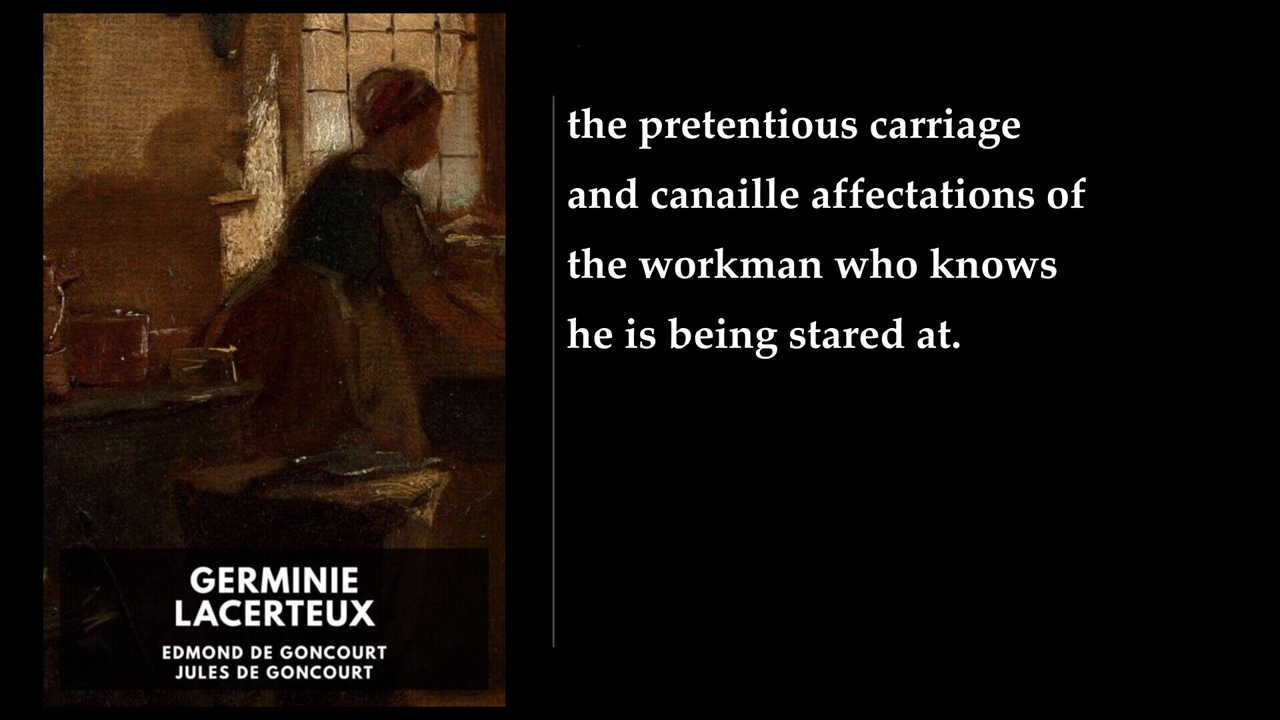 the pretentious carriage
and canaille affectations of
the workman who knows
he is being stared at.
GERMINIE
LACERTEUX
EDMOND DE GONCOURT
JULES DE GONCOURT